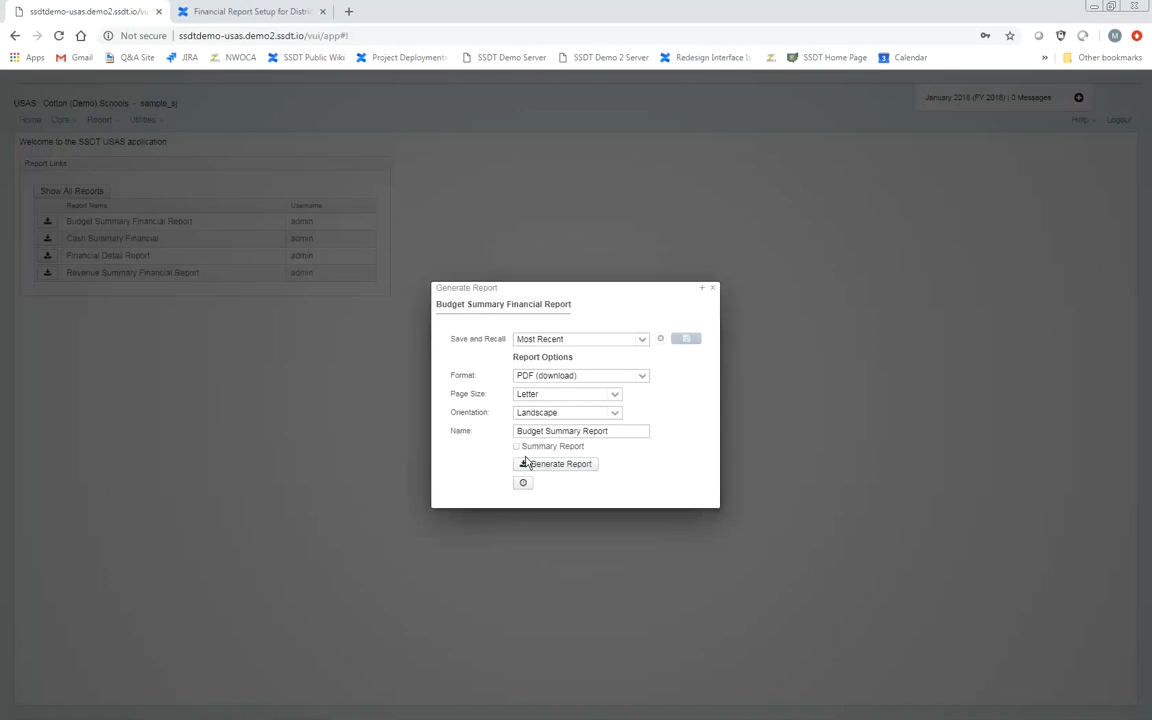 ssdtdemo-usas.demo2.ssdt.io/vu
Financial Report Setup for Distric
Not secure
ssdtdemo-usas.demo2.ssdt.io/vui/app#!
M
Apps
Gmail
Q&A Site
JIRA
NWOCA
SSDT Public Wiki
Project Deployments
SSDT Demo Server
SSDT Demo 2 Server
Redesign Interface
SSDT Home Page
Calendar
»
Other bookmarks
USAS: Cotton (Demo) Schools - sample_sj
January 2018 (FY 2018) | 0 Messages
Home
Core
Report
Utilities
Help
Logout
Welcome to the SSDT USAS application
Report Links
Show All Reports
Report Name
Username
Budget Summary Financial Report
admin
Cash Summary Financial
admin
Financial Detail Report
admin
Revenue Summary Financial Report
admin
Generate Report
Budget Summary Financial Report
Save and Recall
Most Recent
Report Options
Format:
PDF (download)
Page Size:
Letter
Orientation:
Landscape
Name:
Budget Summary Report
Summary Report
Generate Report